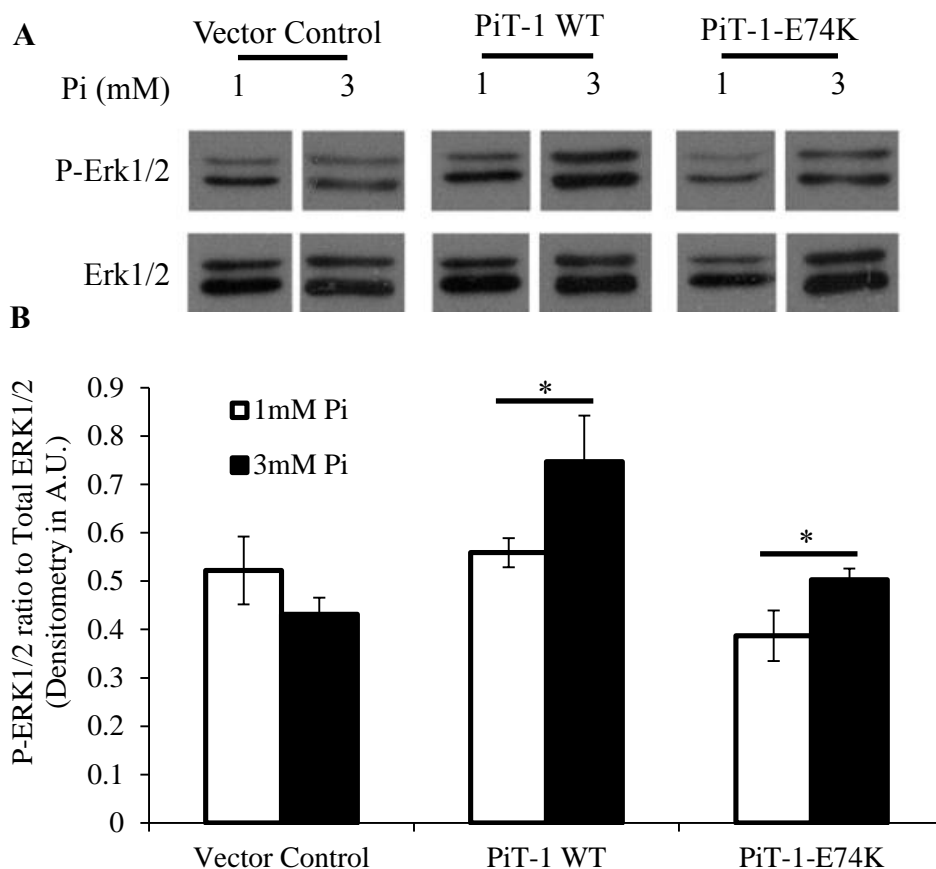 A
Vector Control PiT-1 WT PiT-1-E74K
Pi (mM) 1 3 1 3 1 3
P-Erk1/2
Erk1/2
B
P-ERK1/2 ratio to Total ERK1/2
(Densitometry in A.U.)
0.9
0.8
0.7
0.6
0.5
0.4
0.3
0.2
0.1
0
1mM Pi
3mM Pi
*
*
Vector Control PiT-1 WT PiT-1-E74K